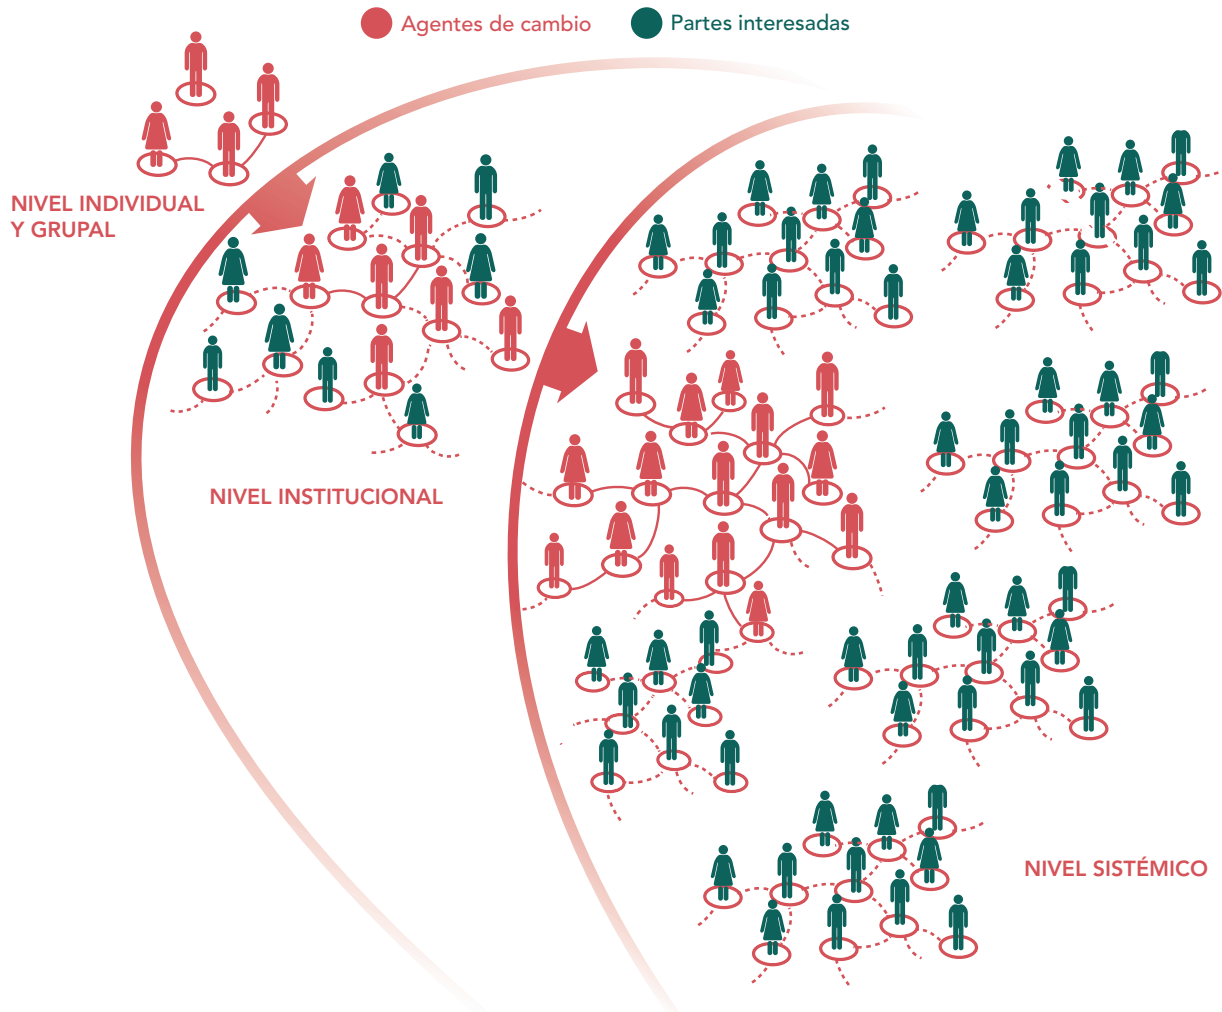 Agentes de cambio
Partes interesadas
NIVEL INDIVIDUAL
Y GRUPAL
NIVEL INSTITUCIONAL
NIVEL SISTÉMICO